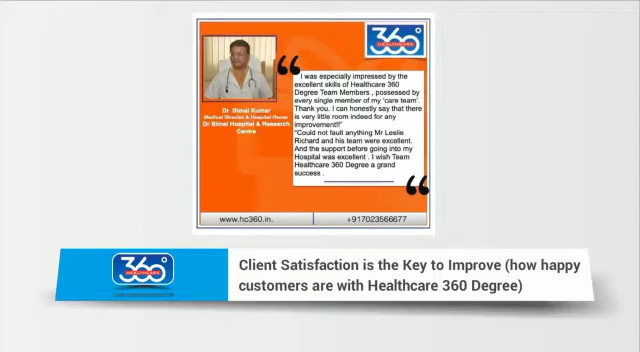 360°
HEALTHCARE
I was especially impressed by the
excellent skills of Healthcare 360
Degree Team Members , possessed by
every single member of my 'care team'.
Thank you. I can honestly say that there
is very little room indeed for any
improvement!!"
"Could not fault anything Mr Leslie
Richard and his team were excellent.
And the support before going into my
Hospital was excellent . I wish Team
Healthcare 360 Degree a grand
success .
Dr Bimal Kumar
Medical Director & Hospital Owner
Dr Bimal Hospital & Research
Centre
www.hc360.in.
+917023566677
360°
HEALTHCARE
Client Satisfaction is the Key to Improve (how happy
customers are with Healthcare 360 Degree)